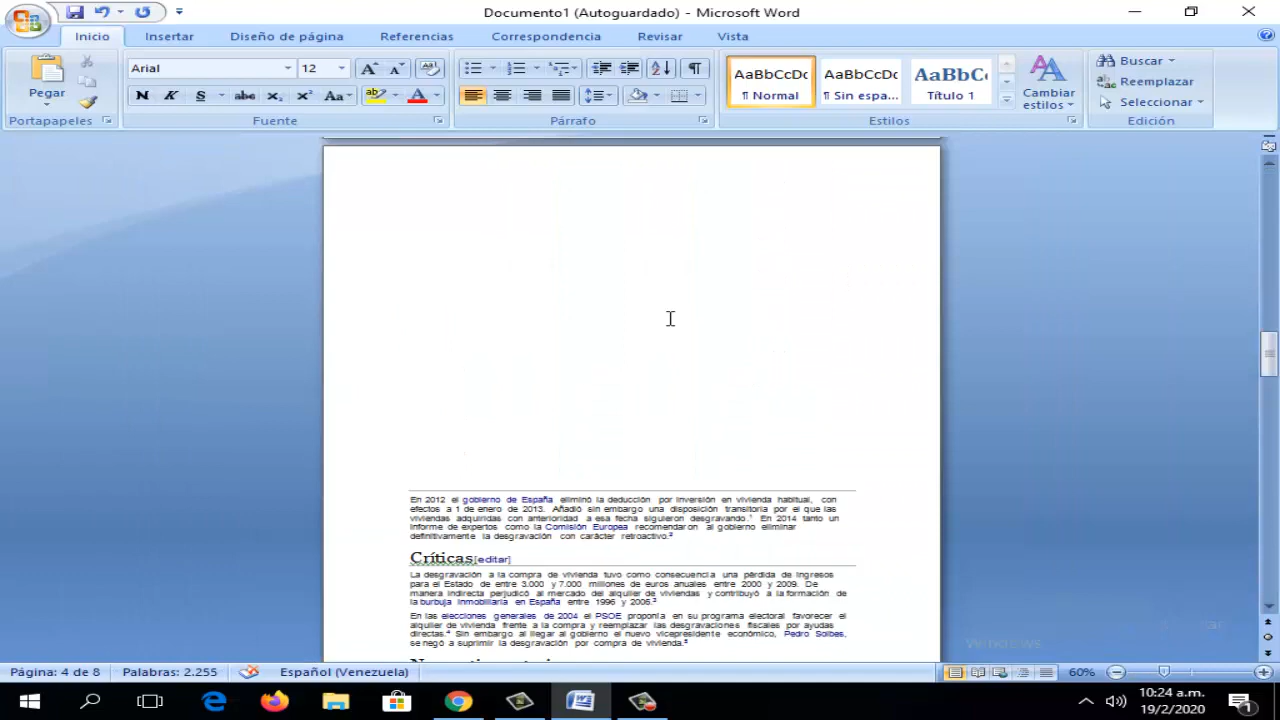 Documento1 (Autoguardado) - Microsoft Word
Inicio Insertar Diseño de página Referencias Correspondencia Revisar Vista
Pegar
Portapapeles
Arial 12
N K S abc x₂ x² Aa
Fuente
Párrafo
AaBbCcDc AaBbCcDc AaBbC
¶ Normal ¶ Sin espa... Título 1
Cambiar estilos
Estilos
Buscar
Reemplazar
Seleccionar
Edición
En 2012 el gobierno de España eliminó la deducción por inversión en vivienda habitual, con
efectos a 1 de enero de 2013. Añadió sin embargo una disposición transitoria por el que las
viviendas adquiridas con anterioridad a esa fecha siguieron desgravando.¹ En 2014 tanto un
informe de expertos como la Comisión Europea recomendaron al gobierno eliminar
definitivamente la desgravación con carácter retroactivo.²
Críticas[editar]
La desgravación a la compra de vivienda tuvo como consecuencia una pérdida de ingresos
para el Estado de entre 3.000 y 7.000 millones de euros anuales entre 2000 y 2009. De
manera indirecta perjudicó al mercado del alquiler de viviendas y contribuyó a la formación de
la burbuja inmobiliaria en España entre 1996 y 2006.³
En las elecciones generales de 2004 el PSOE proponía en su programa electoral favorecer el
alquiler de vivienda frente a la compra y reemplazar las desgravaciones fiscales por ayudas
directas.⁴ Sin embargo al llegar al gobierno el nuevo vicepresidente económico, Pedro Solbes,
se negó a suprimir la desgravación por compra de vivienda.⁵
Página: 4 de 8 Palabras: 2.255 Español (Venezuela) 60%
10:24 a.m.
19/2/2020
1